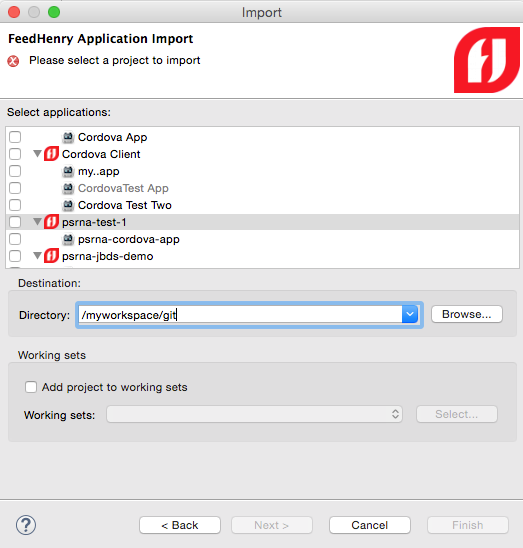 Import
FeedHenry Application Import
Please select a project to import
Select applications:
Cordova App
Cordova Client
my..app
CordovaTest App
Cordova Test Two
psrna-test-1
psrna-cordova-app
psrna-jbds-demo
Destination:
Directory: /myworkspace/git Browse...
Working sets
Add project to working sets
Working sets: Select...
? < Back Next > Cancel Finish